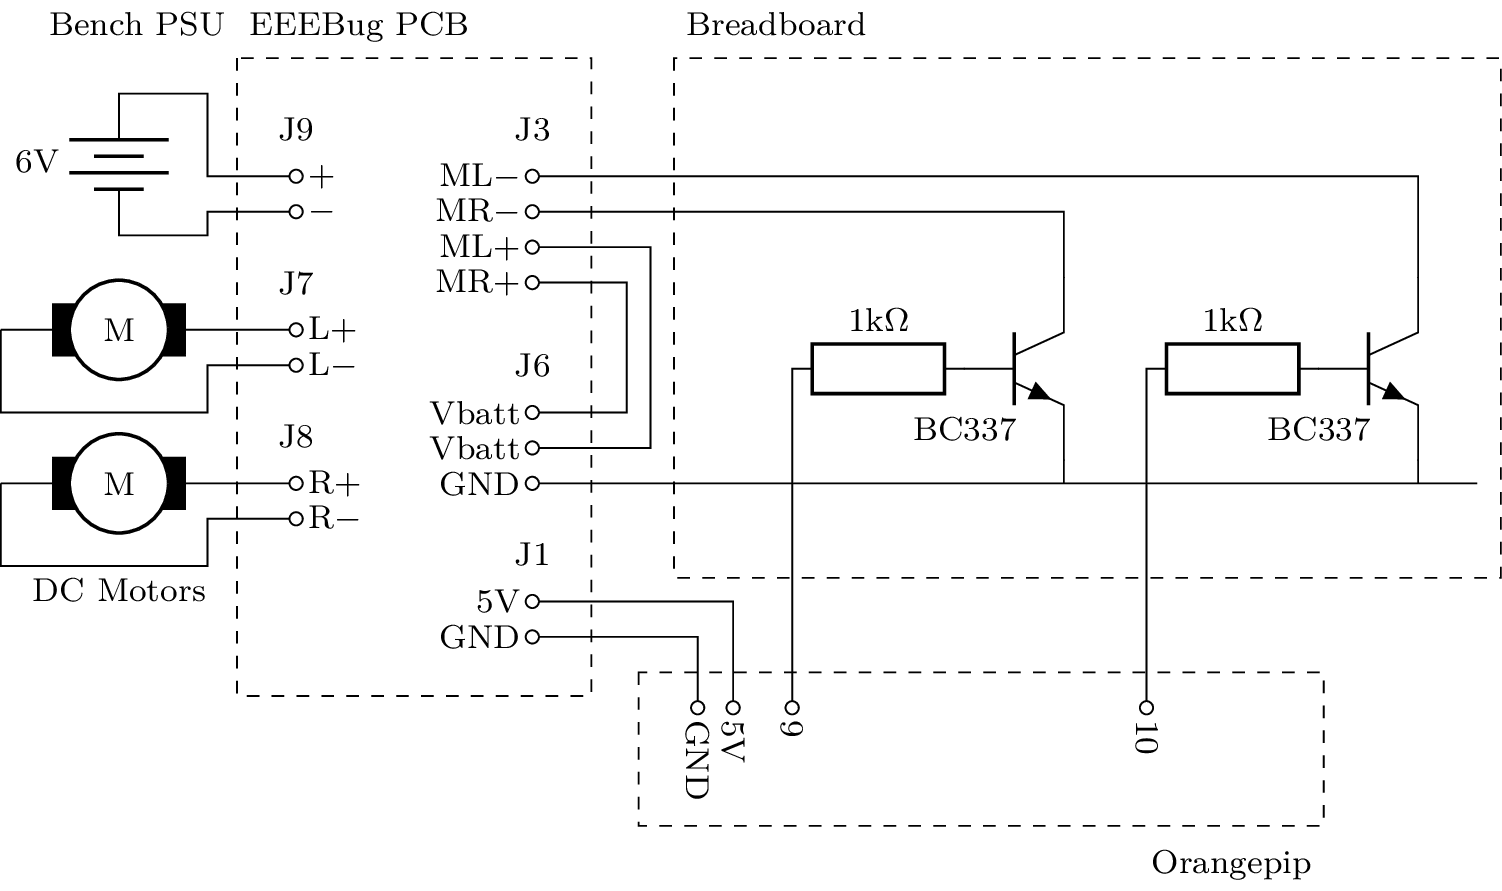 Bench PSU EEEBug PCB Breadboard
J9 J3
6V + ML−
− MR−
ML+
J7 MR+
M L+ 1kΩ 1kΩ
L− J6
Vbatt BC337 BC337
J8 Vbatt
M R+ GND
R−
J1
DC Motors
5V
GND
GND 5V 9 10
Orangepip